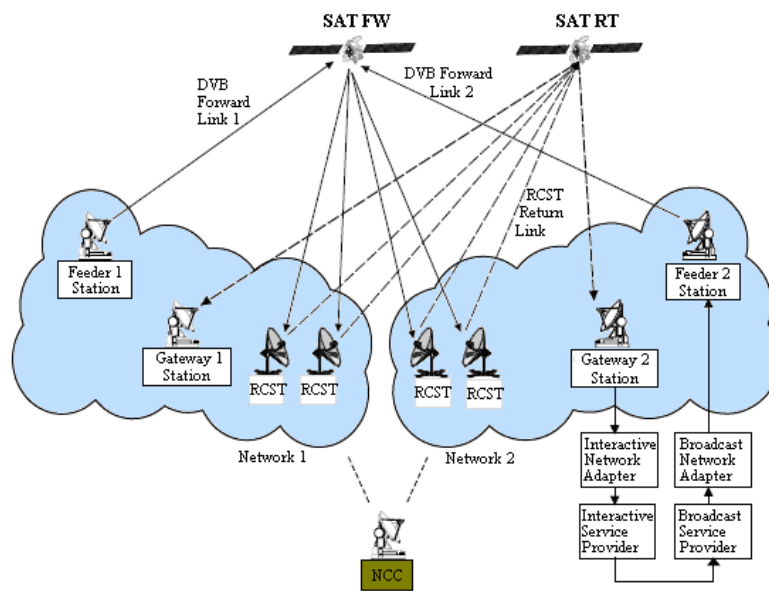 SAT FW
SAT RT
DVB
Forward
Link 1
DVB Forward
Link 2
RCST
Return
Link
Feeder 1
Station
Feeder 2
Station
Gateway 1
Station
RCST
RCST
RCST
RCST
Gateway 2
Station
Network 1
Network 2
Interactive
Network
Adapter
Broadcast
Network
Adapter
Interactive
Service
Provider
Broadcast
Service
Provider
NCC